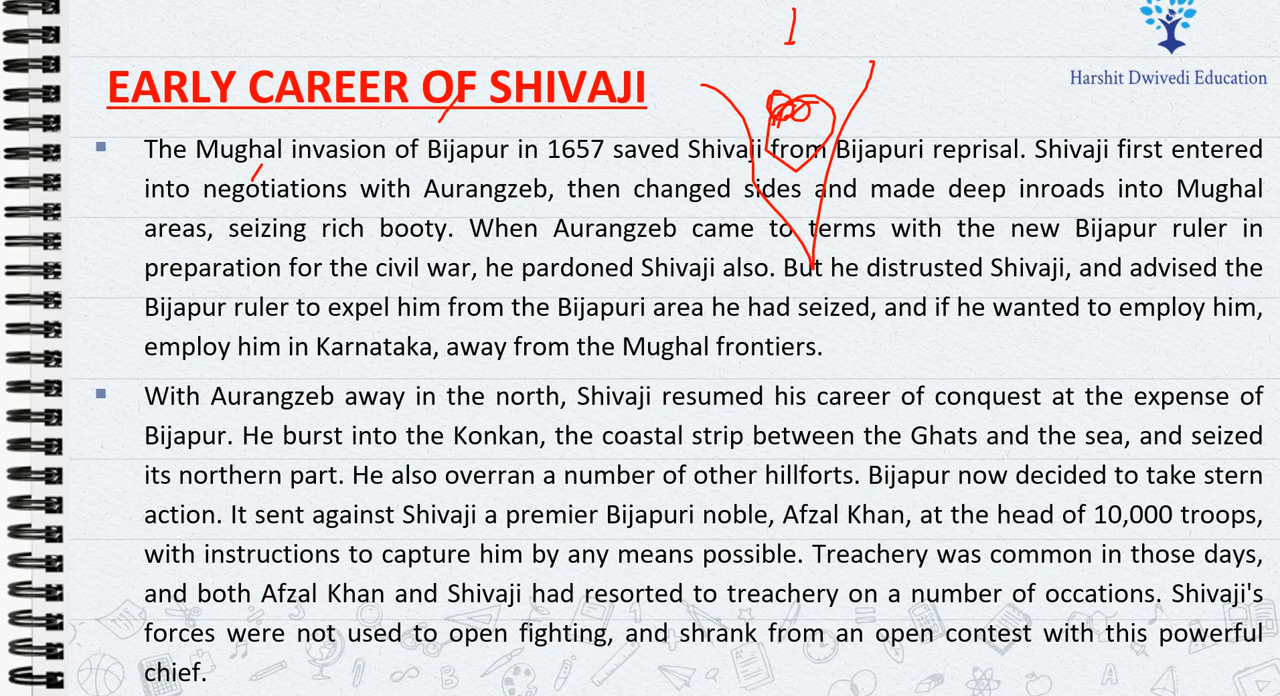 Harshit Dwivedi Education
EARLY CAREER OF SHIVAJI
The Mughal invasion of Bijapur in 1657 saved Shivaji from Bijapuri reprisal. Shivaji first entered
into negotiations with Aurangzeb, then changed sides and made deep inroads into Mughal
areas, seizing rich booty. When Aurangzeb came to terms with the new Bijapur ruler in
preparation for the civil war, he pardoned Shivaji also. But he distrusted Shivaji, and advised the
Bijapur ruler to expel him from the Bijapuri area he had seized, and if he wanted to employ him,
employ him in Karnataka, away from the Mughal frontiers.
With Aurangzeb away in the north, Shivaji resumed his career of conquest at the expense of
Bijapur. He burst into the Konkan, the coastal strip between the Ghats and the sea, and seized
its northern part. He also overran a number of other hillforts. Bijapur now decided to take stern
action. It sent against Shivaji a premier Bijapuri noble, Afzal Khan, at the head of 10,000 troops,
with instructions to capture him by any means possible. Treachery was common in those days,
and both Afzal Khan and Shivaji had resorted to treachery on a number of occations. Shivaji's
forces were not used to open fighting, and shrank from an open contest with this powerful
chief.